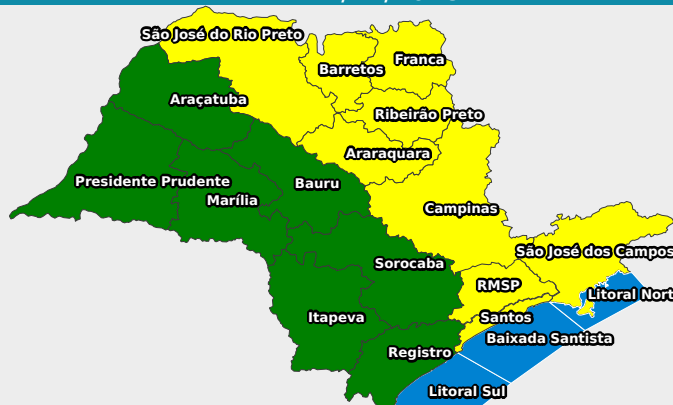 São José do Rio Preto
Franca
Barretos
Araçatuba
Ribeirão Preto
Araraquara
Presidente Prudente
Bauru
Marília
Campinas
São José dos Campos
Sorocaba
RMSP
Litoral Nort
Itapeva
Santos
Baixada Santista
Registro
Litoral Sul